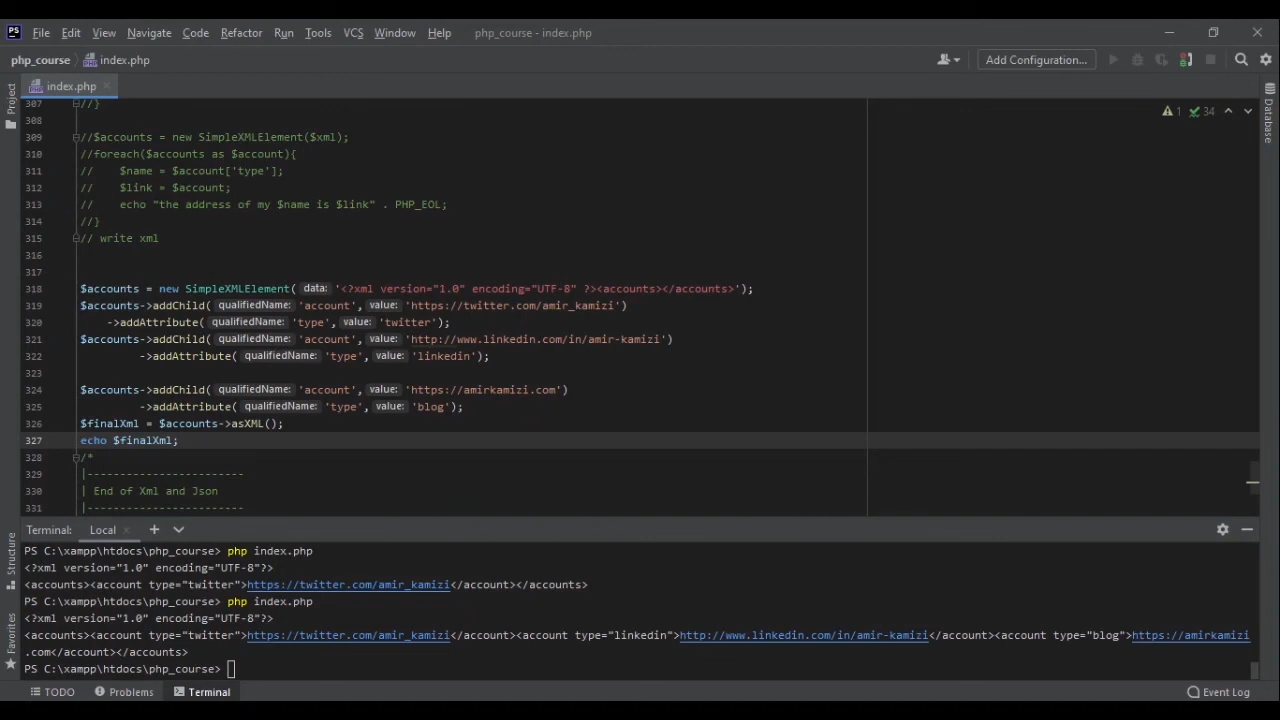 PS File Edit View Navigate Code Refactor Run Tools VCS Window Help php_course - index.php
php_course index.php Add Configuration...
Project index.php
307 //}
308 1 34
309 //$accounts = new SimpleXMLElement($xml);
310 //foreach($accounts as $account){
311 // $name = $account['type'];
312 // $link = $account;
313 // echo "the address of my $name is $link" . PHP_EOL;
314 //}
315 // write xml
316
317
318 $accounts = new SimpleXMLElement( data: '<?xml version="1.0" encoding="UTF-8" ?><accounts></accounts>');
319 $accounts->addChild( qualifiedName: 'account', value: 'https://twitter.com/amir_kamizi')
320 ->addAttribute( qualifiedName: 'type', value: 'twitter');
321 $accounts->addChild( qualifiedName: 'account', value: 'http://www.linkedin.com/in/amir-kamizi')
322 ->addAttribute( qualifiedName: 'type', value: 'linkedin');
323
324 $accounts->addChild( qualifiedName: 'account', value: 'https://amirkamizi.com')
325 ->addAttribute( qualifiedName: 'type', value: 'blog');
326 $finalXml = $accounts->asXML();
327 echo $finalXml;
328 /*
329 |------------------------
330 | End of Xml and Json
331 |------------------------
Database
Structure
Favorites
Terminal: Local
PS C:\xampp\htdocs\php_course> php index.php
<?xml version="1.0" encoding="UTF-8"?>
<accounts><account type="twitter">https://twitter.com/amir_kamizi</account></accounts>
PS C:\xampp\htdocs\php_course> php index.php
<?xml version="1.0" encoding="UTF-8"?>
<accounts><account type="twitter">https://twitter.com/amir_kamizi</account><account type="linkedin">http://www.linkedin.com/in/amir-kamizi</account><account type="blog">https://amirkamizi
.com</account></accounts>
PS C:\xampp\htdocs\php_course>
TODO Problems Terminal Event Log